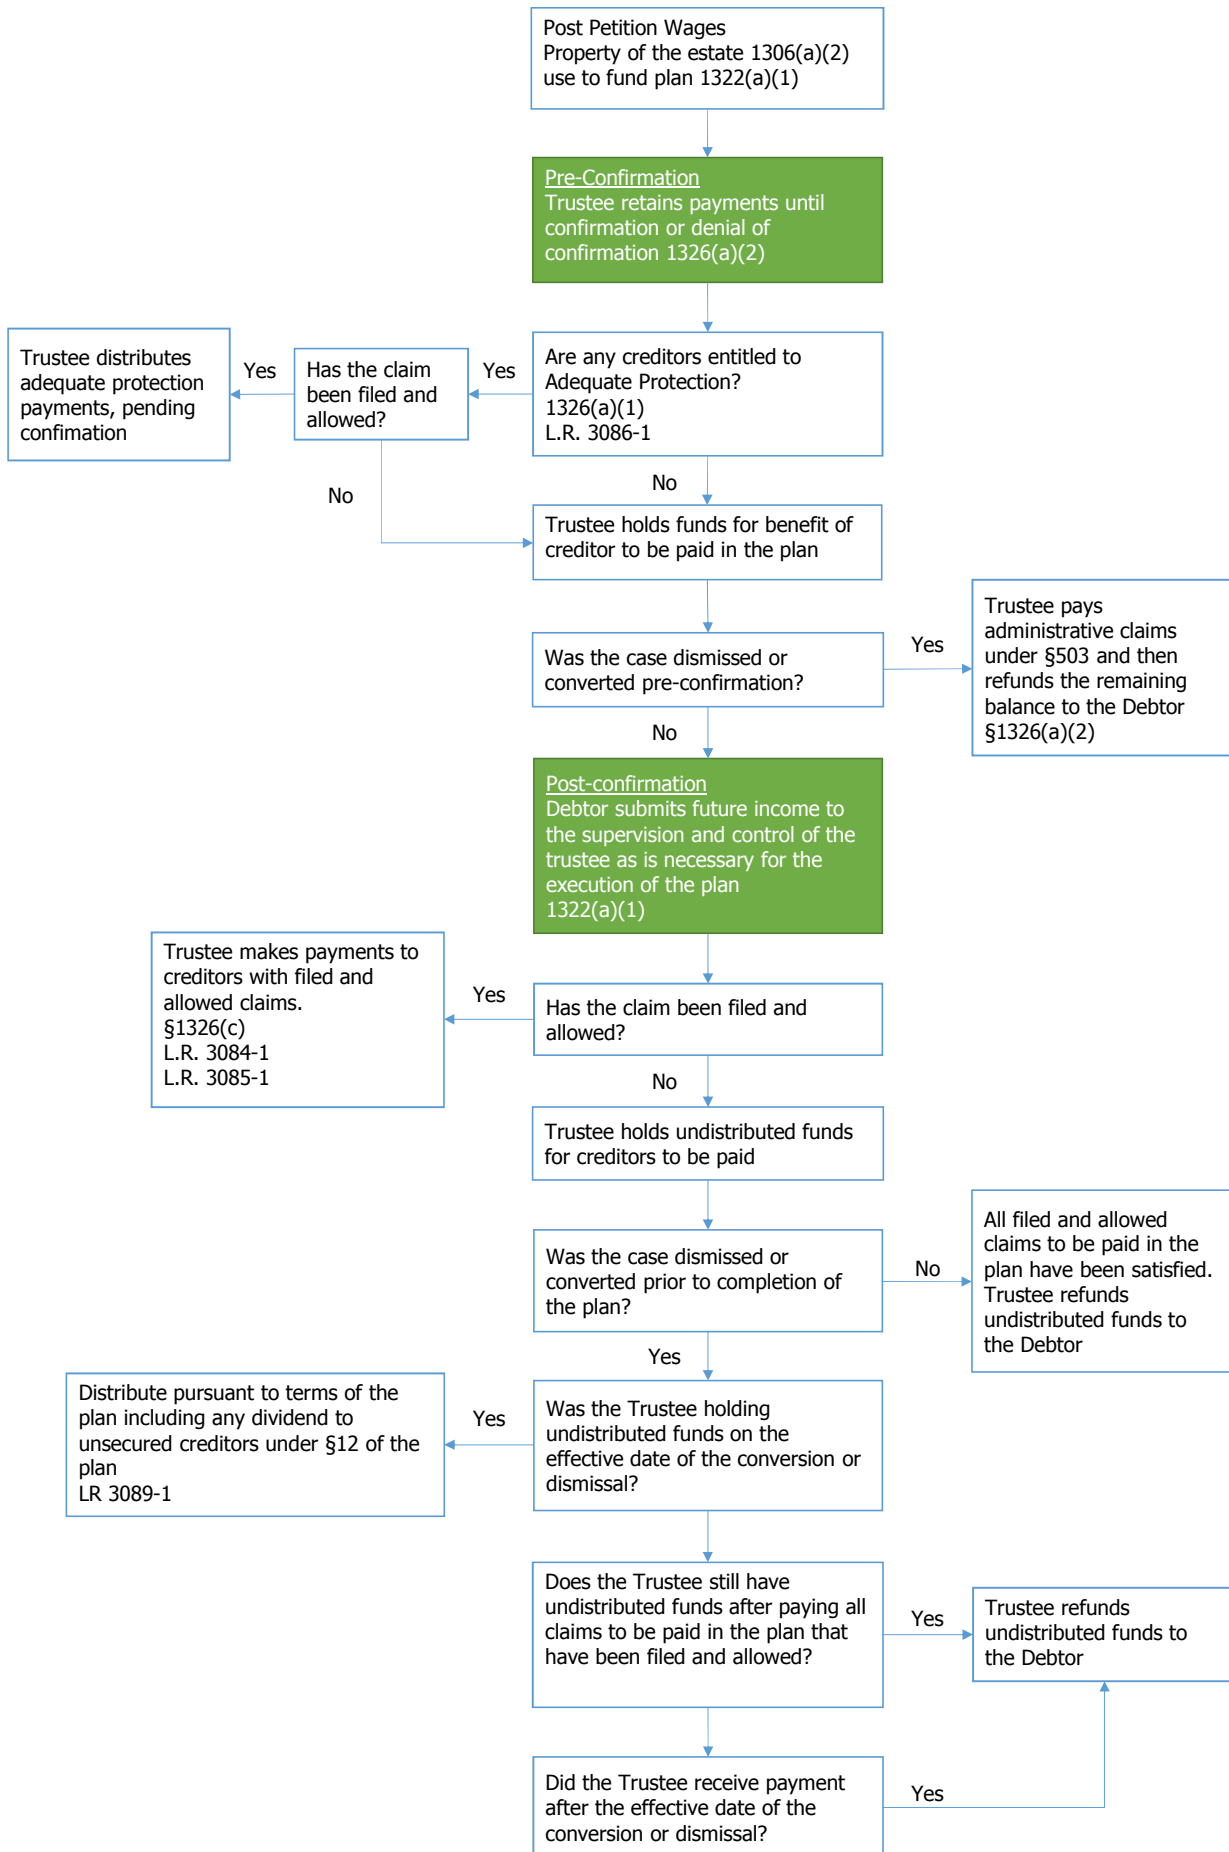 Post Petition Wages
Property of the estate 1306(a)(2)
use to fund plan 1322(a)(1)
Pre-Confirmation
Trustee retains payments until
confirmation or denial of
confirmation 1326(a)(2)
Trustee distributes
adequate protection
payments, pending
confimation
Yes
Has the claim
been filed and
allowed?
Yes
Are any creditors entitled to
Adequate Protection?
1326(a)(1)
L.R. 3086-1
No
No
Trustee holds funds for benefit of
creditor to be paid in the plan
Was the case dismissed or
converted pre-confirmation?
Yes
Trustee pays
administrative claims
under §503 and then
refunds the remaining
balance to the Debtor
§1326(a)(2)
No
Post-confirmation
Debtor submits future income to
the supervision and control of the
trustee as is necessary for the
execution of the plan
1322(a)(1)
Trustee makes payments to
creditors with filed and
allowed claims.
§1326(c)
L.R. 3084-1
L.R. 3085-1
Yes
Has the claim been filed and
allowed?
No
Trustee holds undistributed funds
for creditors to be paid
Was the case dismissed or
converted prior to completion of
the plan?
No
All filed and allowed
claims to be paid in the
plan have been satisfied.
Trustee refunds
undistributed funds to
the Debtor
Yes
Distribute pursuant to terms of the
plan including any dividend to
unsecured creditors under §12 of the
plan
LR 3089-1
Yes
Was the Trustee holding
undistributed funds on the
effective date of the conversion or
dismissal?
Does the Trustee still have
undistributed funds after paying all
claims to be paid in the plan that
have been filed and allowed?
Yes
Trustee refunds
undistributed funds to
the Debtor
Did the Trustee receive payment
after the effective date of the
conversion or dismissal?
Yes